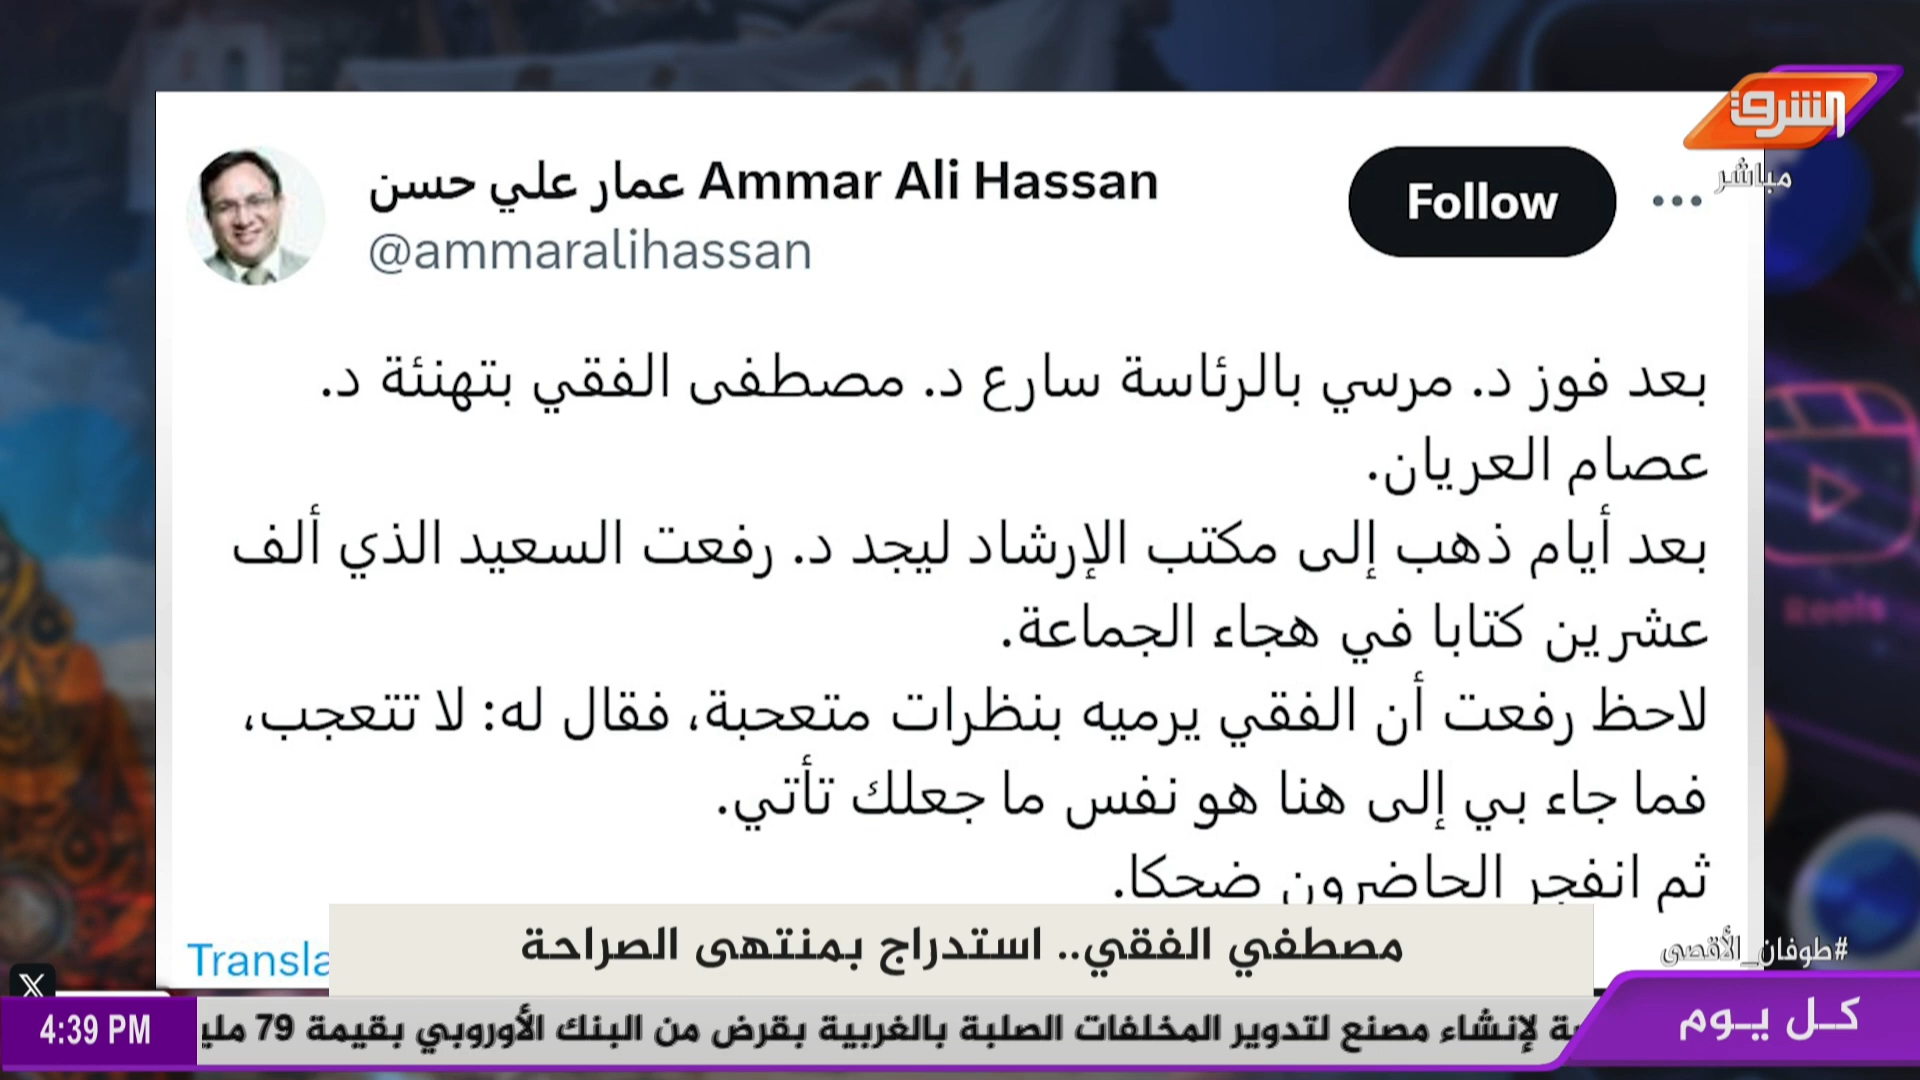 الشرق
مباشر
عمار علي حسن Ammar Ali Hassan
@ammaralihassan
Follow
بعد فوز د. مرسي بالرئاسة سارع د. مصطفى الفقي بتهنئة د.
عصام العريان.
بعد أيام ذهب إلى مكتب الإرشاد ليجد د. رفعت السعيد الذي ألف
عشرين كتابا في هجاء الجماعة.
لاحظ رفعت أن الفقي يرميه بنظرات متعحبة، فقال له: لا تتعجب،
فما جاء بي إلى هنا هو نفس ما جعلك تأتي.
ثم انفجر الحاضرون ضحكا.
Transla
Reels
مصطفي الفقي.. استدراج بمنتهى الصراحة
#طوفان_الأقصى
كل يوم
ة لإنشاء مصنع لتدوير المخلفات الصلبة بالغربية بقرض من البنك الأوروبي بقيمة 79 ملي
4:39 PM